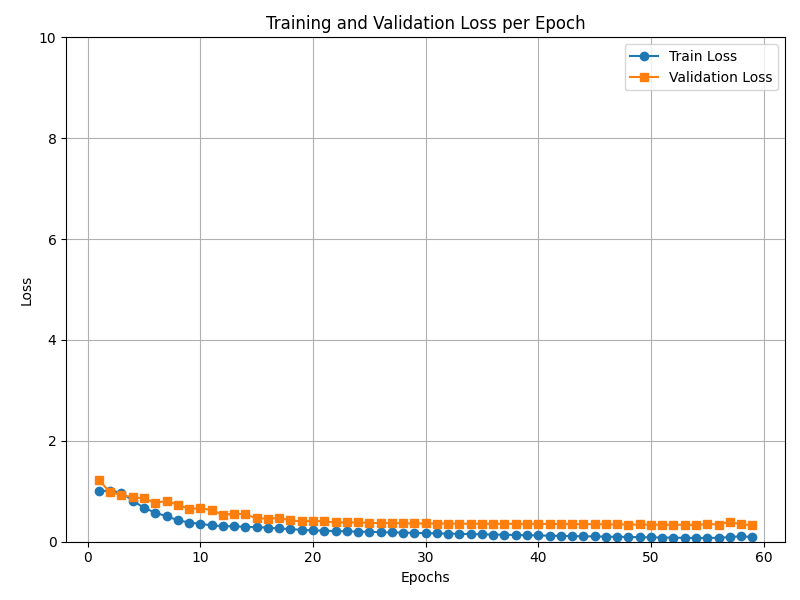 Training and Validation Loss per Epoch
10
8
6
4
2
0
Loss
Train Loss
Validation Loss
0 10 20 30 40 50 60
Epochs